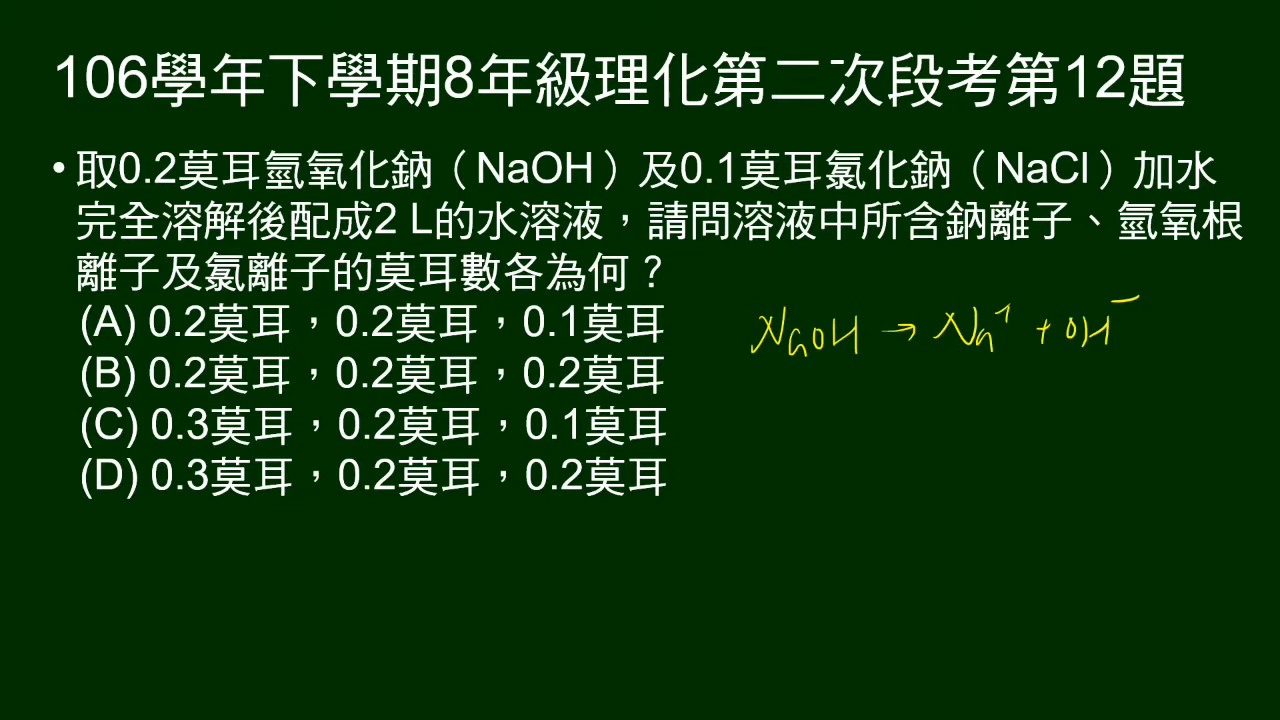 106學年下學期8年級理化第二次段考第12題
•取0.2莫耳氫氧化鈉（NaOH）及0.1莫耳氯化鈉（NaCl）加水
完全溶解後配成2 L的水溶液，請問溶液中所含鈉離子、氫氧根
離子及氯離子的莫耳數各為何？
(A) 0.2莫耳，0.2莫耳，0.1莫耳
(B) 0.2莫耳，0.2莫耳，0.2莫耳
(C) 0.3莫耳，0.2莫耳，0.1莫耳
(D) 0.3莫耳，0.2莫耳，0.2莫耳
NaOH → Na⁺ + OH⁻